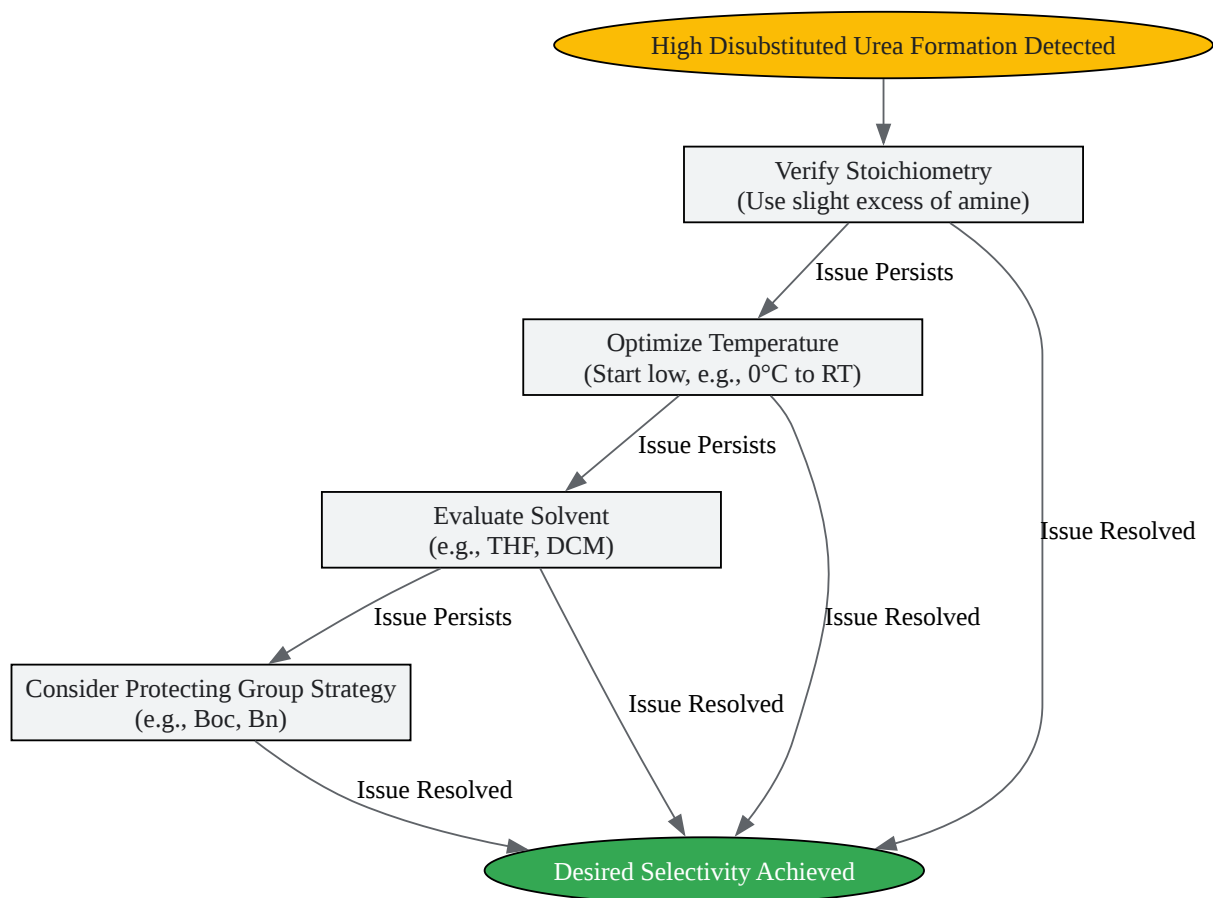 High Disubstituted Urea Formation Detected
Verify Stoichiometry
(Use slight excess of amine)
Issue Persists
Optimize Temperature
(Start low, e.g., 0°C to RT)
Issue Persists
Evaluate Solvent
(e.g., THF, DCM)
Issue Resolved
Issue Persists
Issue Resolved
Consider Protecting Group Strategy
(e.g., Boc, Bn)
Issue Resolved
Issue Resolved
Desired Selectivity Achieved